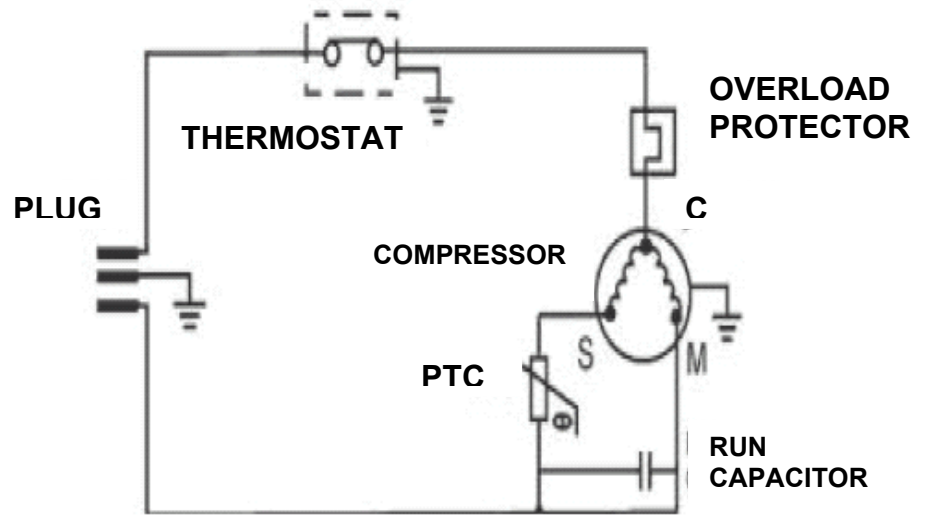 OVERLOAD
PROTECTOR
THERMOSTAT
PLUG
C
COMPRESSOR
S
M
PTC
RUN
CAPACITOR